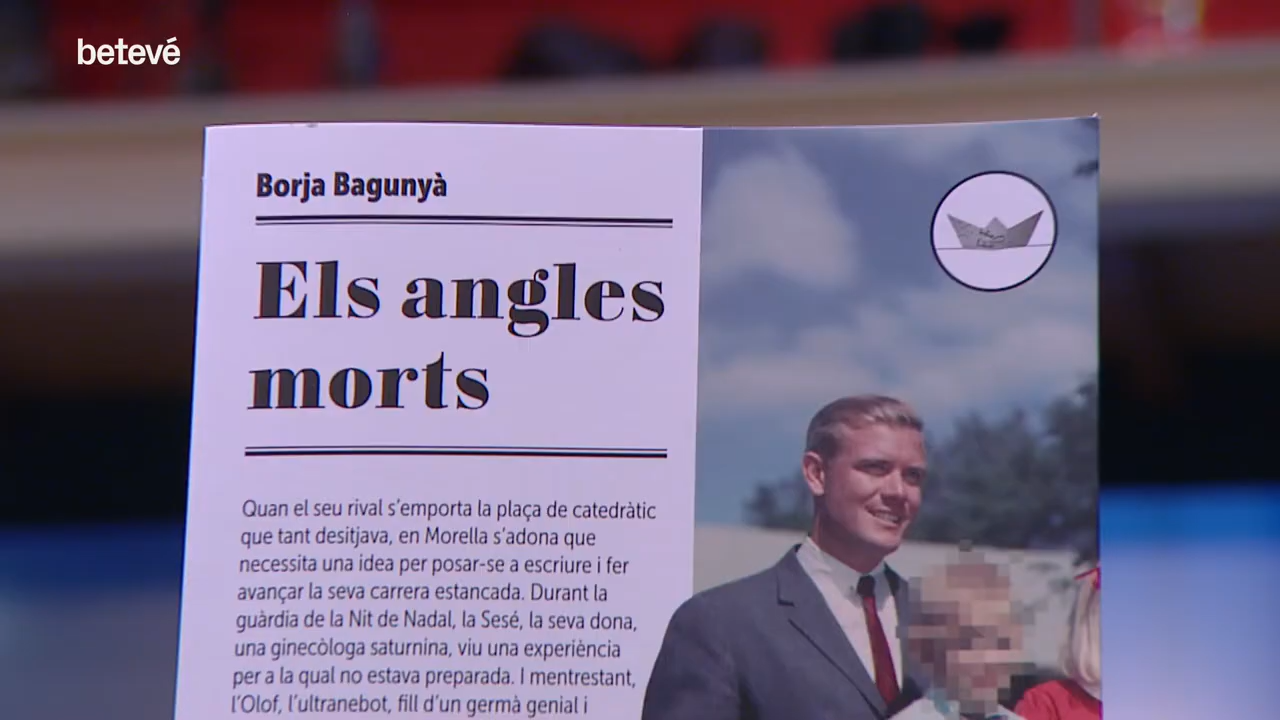 betevé
Borja Bagunyà
Els angles
morts
Quan el seu rival s'emporta la plaça de catedràtic
que tant desitjava, en Morella s'adona que
necessita una idea per posar-se a escriure i fer
avançar la seva carrera estancada. Durant la
guàrdia de la Nit de Nadal, la Sesé, la seva dona,
una ginecòloga saturnina, viu una experiència
per a la qual no estava preparada. I mentrestant,
l'Olof, l'ultranebot, fill d'un germà genial i